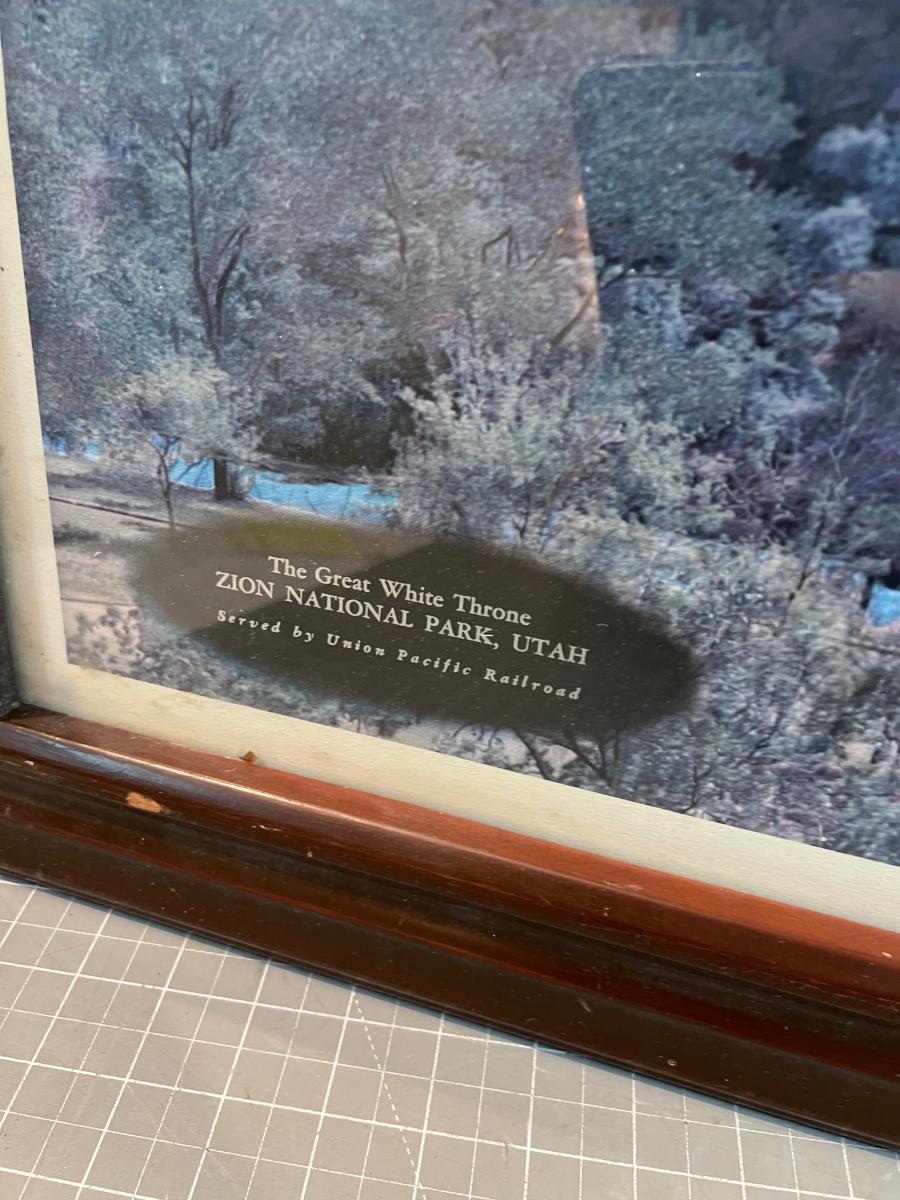 The Great White Throne
ZION NATIONAL PARK, UTAH
Served by Union Pacific Railroad